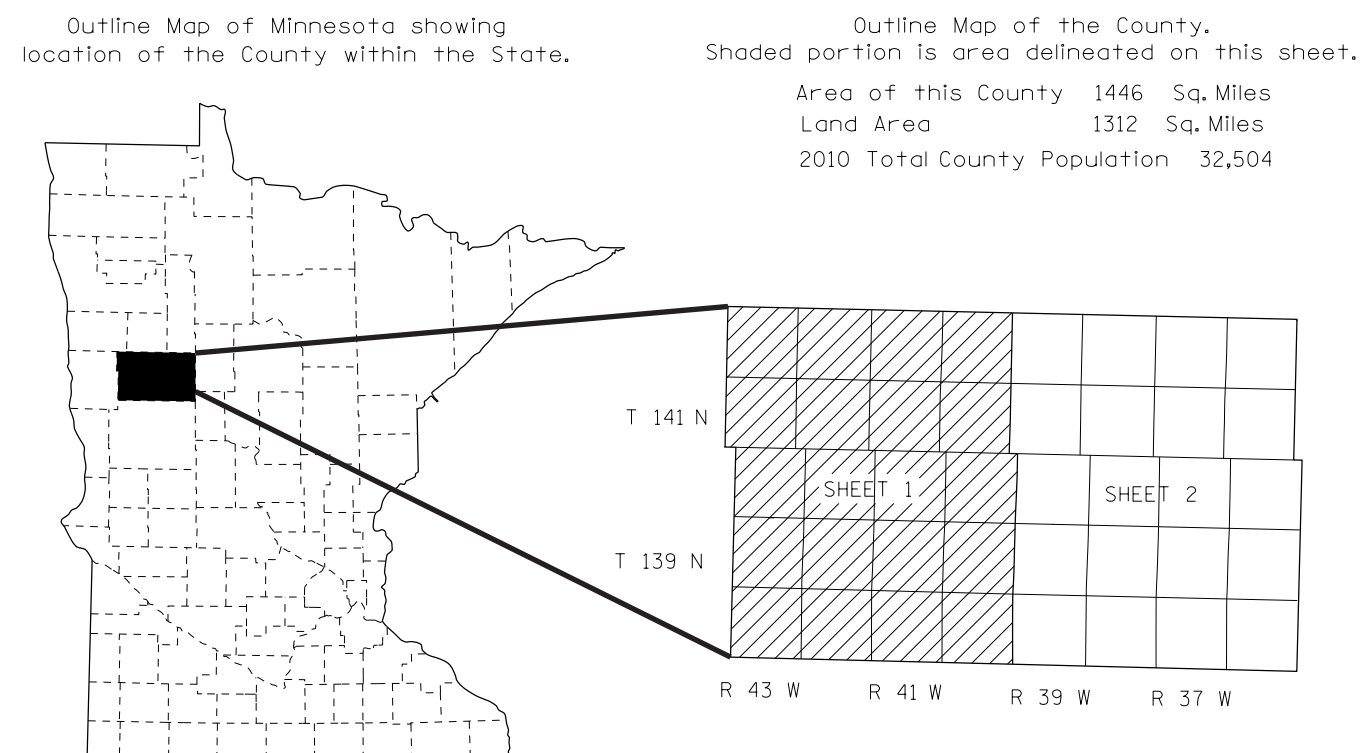 Outline Map of Minnesota showing
location of the County within the State.
Outline Map of the County.
Shaded portion is area delineated on this sheet.
Area of this County 1446 Sq. Miles
Land Area 1312 Sq. Miles
2010 Total County Population 32,504
T 141 N
SHEET 1
SHEET 2
T 139 N
R 43 W
R 41 W
R 39 W
R 37 W